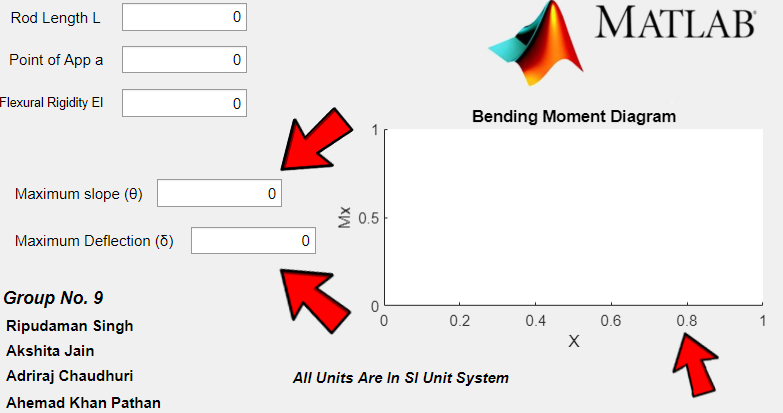 Rod Length L 0
Point of App a 0
Flexural Rigidity EI 0
MATLAB®
Bending Moment Diagram
1
0.5
0
Mx
0 0.2 0.4 0.6 0.8 1
X
Maximum slope (θ) 0
Maximum Deflection (δ) 0
Group No. 9
Ripudaman Singh
Akshita Jain
Adriraj Chaudhuri
Ahemad Khan Pathan
All Units Are In SI Unit System